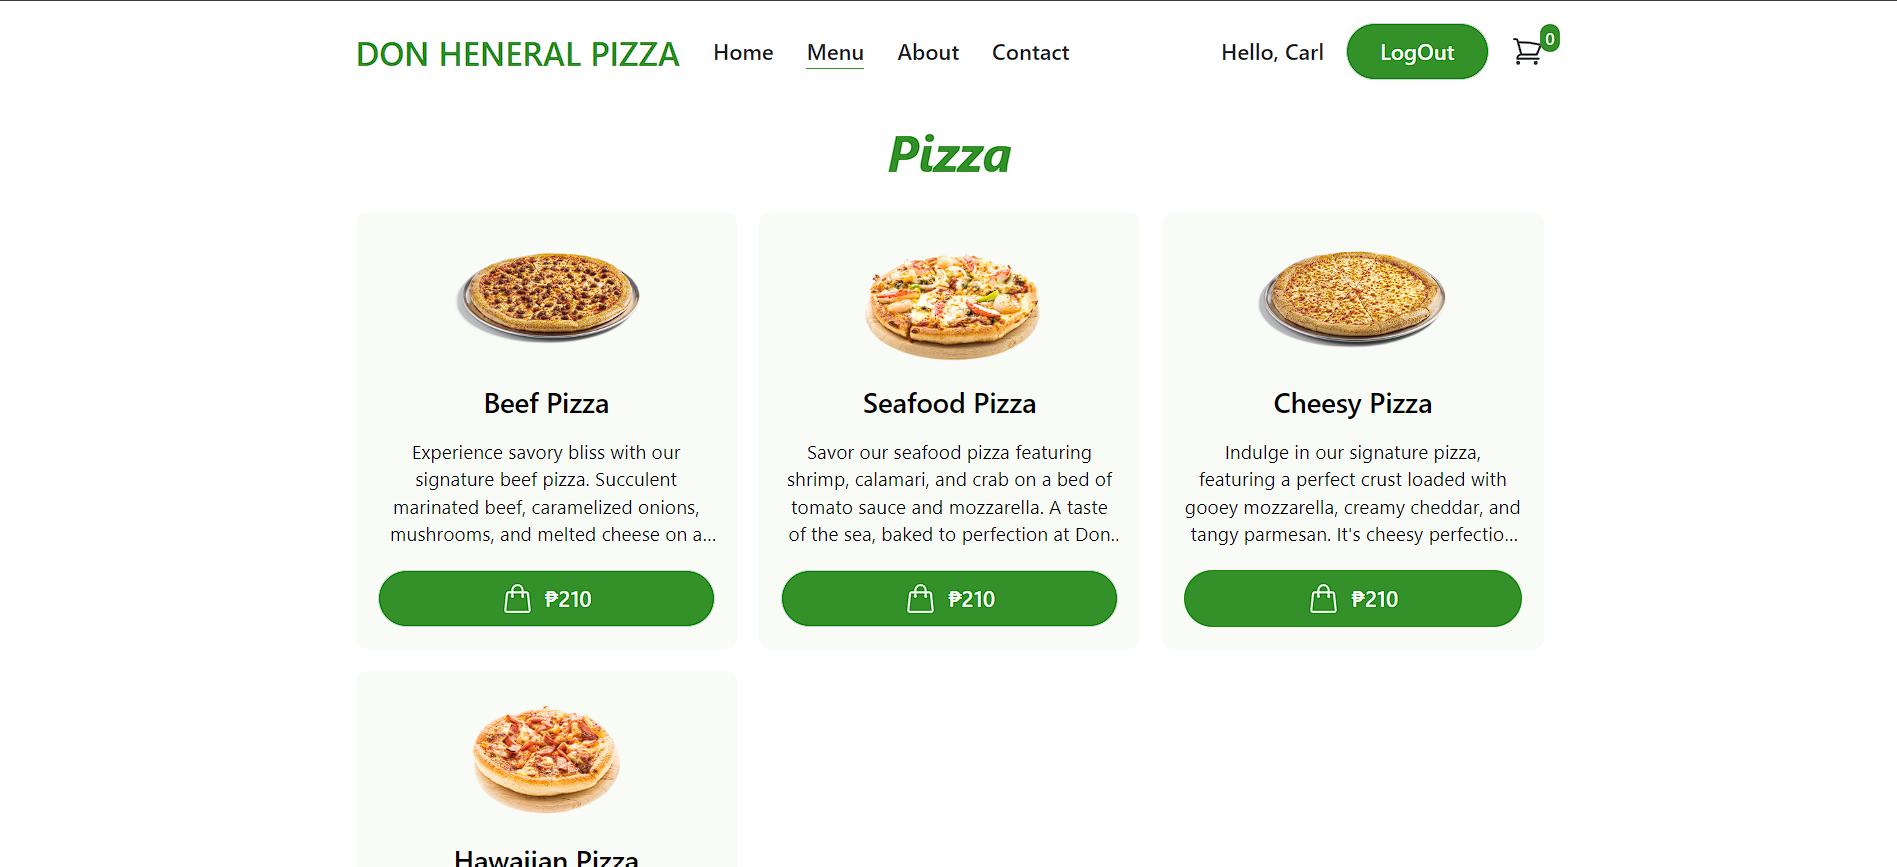 DON HENERAL PIZZA Home Menu About Contact Hello, Carl LogOut 0
Pizza
Beef Pizza
Experience savory bliss with our
signature beef pizza. Succulent
marinated beef, caramelized onions,
mushrooms, and melted cheese on a...
₱210
Seafood Pizza
Savor our seafood pizza featuring
shrimp, calamari, and crab on a bed of
tomato sauce and mozzarella. A taste
of the sea, baked to perfection at Don..
₱210
Cheesy Pizza
Indulge in our signature pizza,
featuring a perfect crust loaded with
gooey mozzarella, creamy cheddar, and
tangy parmesan. It's cheesy perfectio...
₱210
Hawaiian Pizza